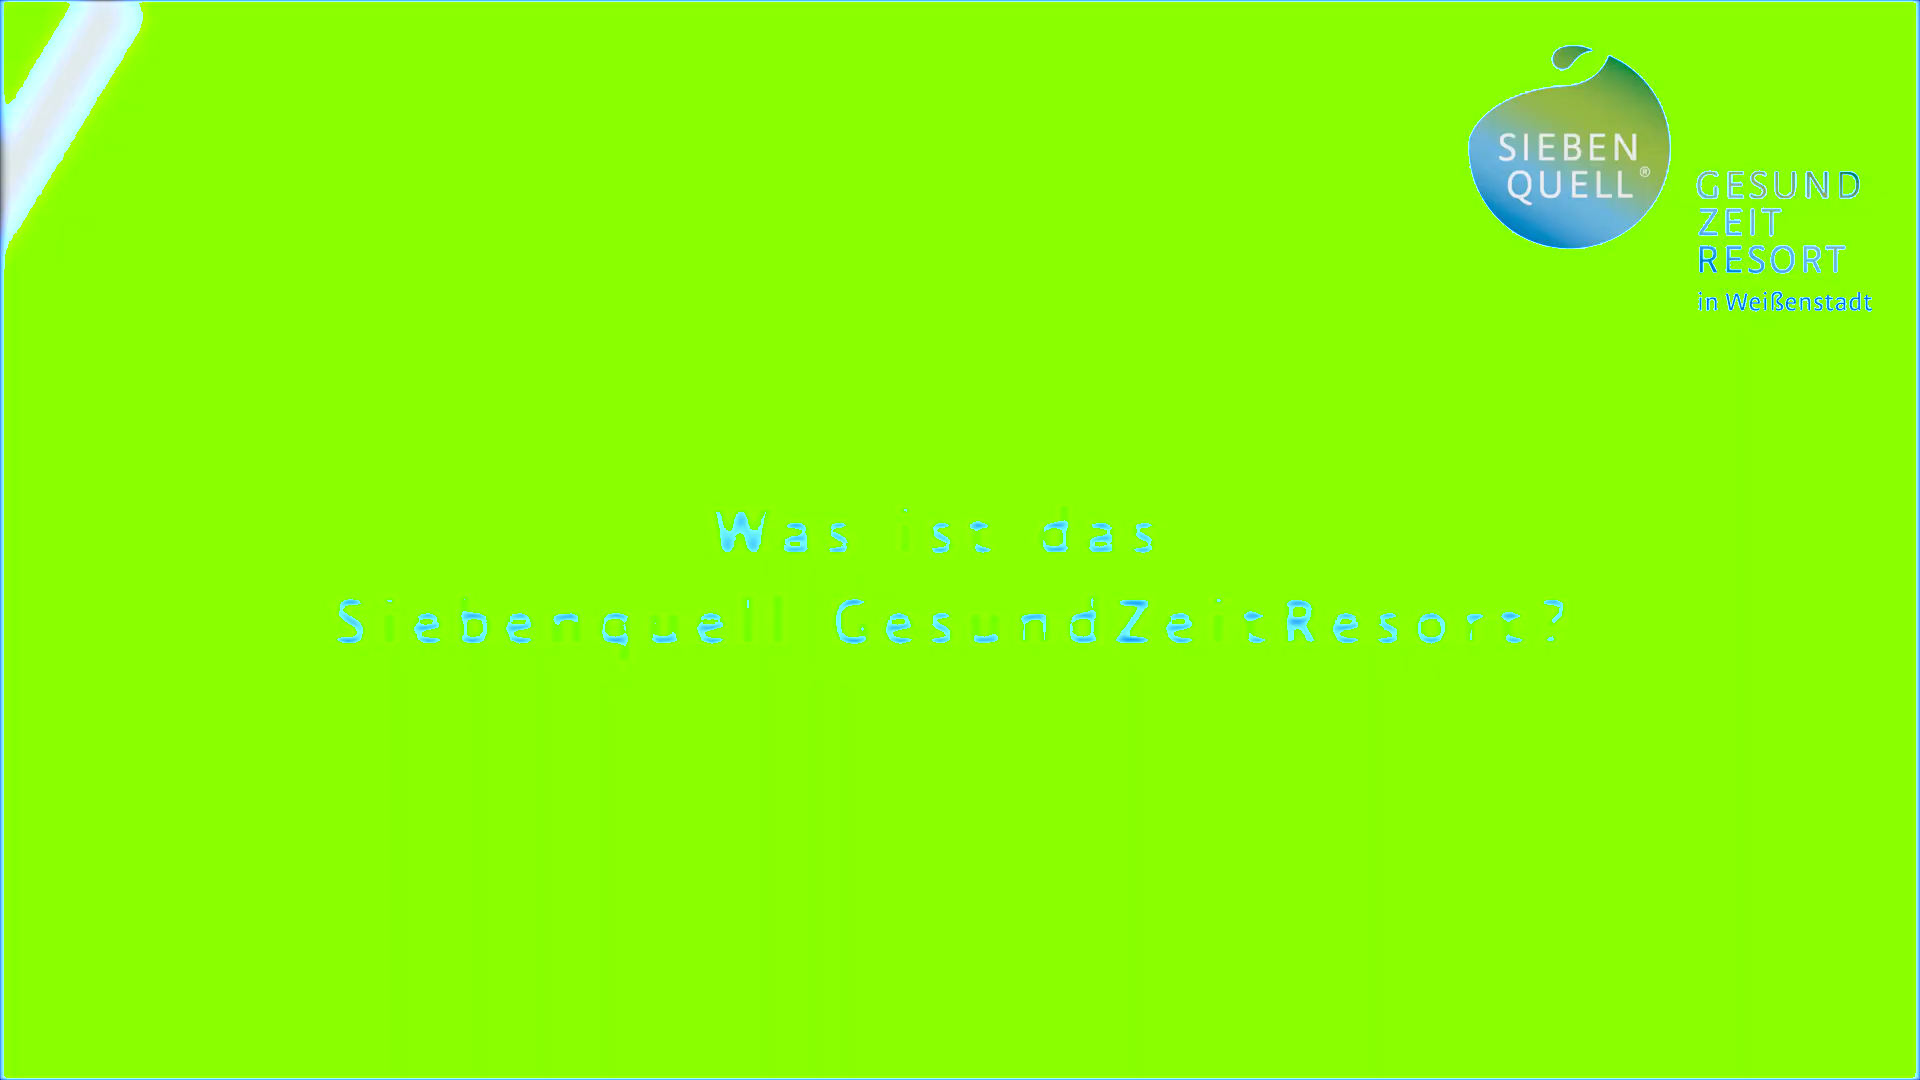 SIEBEN
QUELL®
GESUND
ZEIT
RESORT
in Weißenstadt
Was ist das
Siebenquell GesundZeitResort?